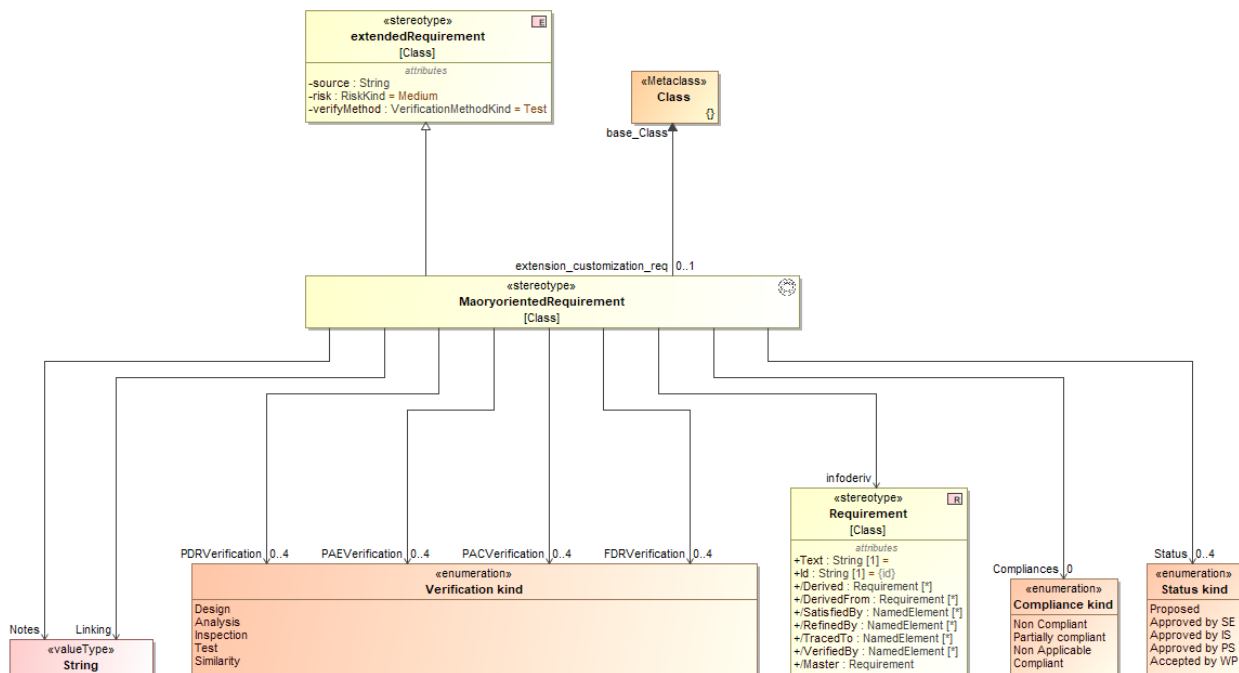 «stereotype»
E
extendedRequirement
[Class]
attributes
-source : String
-risk : RiskKind = Medium
-verifyMethod : VerificationMethodKind = Test
«Metaclass»
Class
{}
base_Class
extension_customization_req 0..1
«stereotype»
MaoryorientedRequirement
[Class]
Notes
Linking
«valueType»
String
PDRVerification 0..4
PAEVerification 0..4
PACVerification 0..4
FDRVerification 0..4
«enumeration»
Verification kind
Design
Analysis
Inspection
Test
Similarity
infoderiv
«stereotype»
R
Requirement
[Class]
attributes
+Text : String [1] =
+Id : String [1] = {id}
+/Derived : Requirement [*]
+/DerivedFrom : Requirement [*]
+/SatisfiedBy : NamedElement [*]
+/RefinedBy : NamedElement [*]
+/TracedTo : NamedElement [*]
+/VerifiedBy : NamedElement [*]
+/Master : Requirement
Compliances 0
«enumeration»
Compliance kind
Non Compliant
Partially compliant
Non Applicable
Compliant
Status 0..4
«enumeration»
Status kind
Proposed
Approved by SE
Approved by IS
Approved by PS
Accepted by WP